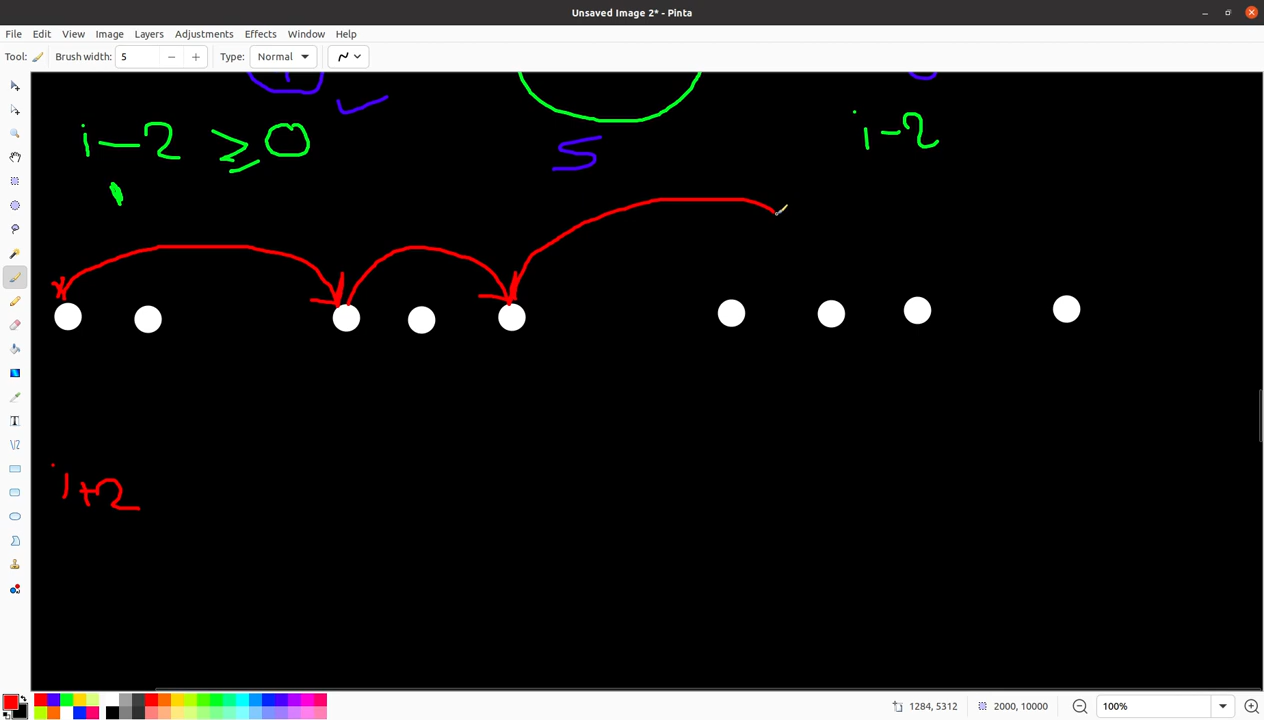 Unsaved Image 2* - Pinta
File Edit View Image Layers Adjustments Effects Window Help
Tool: Brush width: 5 Type: Normal
i-2 ≥ 0
S
i-2
i+2
1284, 5312 2000, 10000 100%